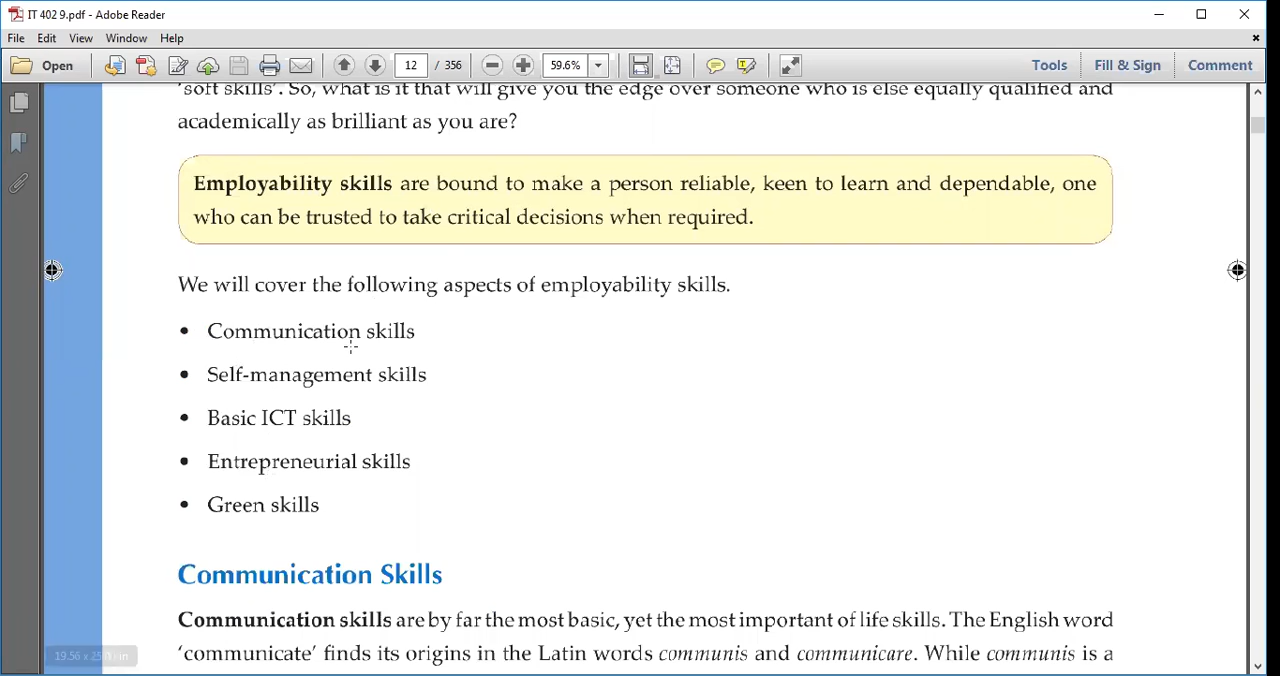 IT 402 9.pdf - Adobe Reader
File Edit View Window Help
Open 12 / 356 59.6% Tools Fill & Sign Comment
'soft skills'. So, what is it that will give you the edge over someone who is else equally qualified and
academically as brilliant as you are?
Employability skills are bound to make a person reliable, keen to learn and dependable, one
who can be trusted to take critical decisions when required.
We will cover the following aspects of employability skills.
• Communication skills
• Self-management skills
• Basic ICT skills
• Entrepreneurial skills
• Green skills
Communication Skills
Communication skills are by far the most basic, yet the most important of life skills. The English word
'communicate' finds its origins in the Latin words communis and communicare. While communis is a